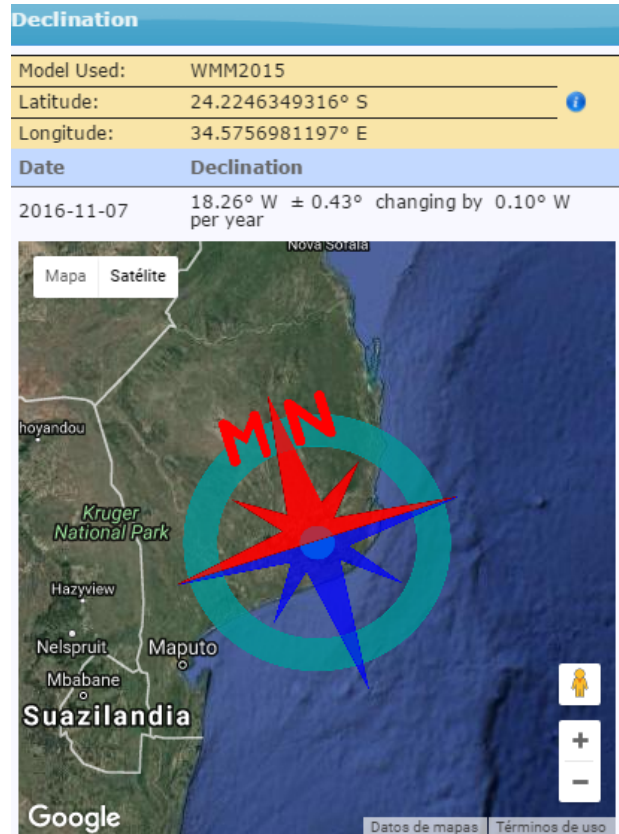 Declination
Model Used: WMM2015
Latitude: 24.2246349316° S
Longitude: 34.5756981197° E
Date Declination
2016-11-07 18.26° W ± 0.43° changing by 0.10° W
per year
Nova Sofala
Mapa Satélite
M N
hoyandou
Kruger
National Park
Hazyview
Nelspruit
Maputo
Mbabane
Suazilandia
+
−
Google
Datos de mapas Términos de uso